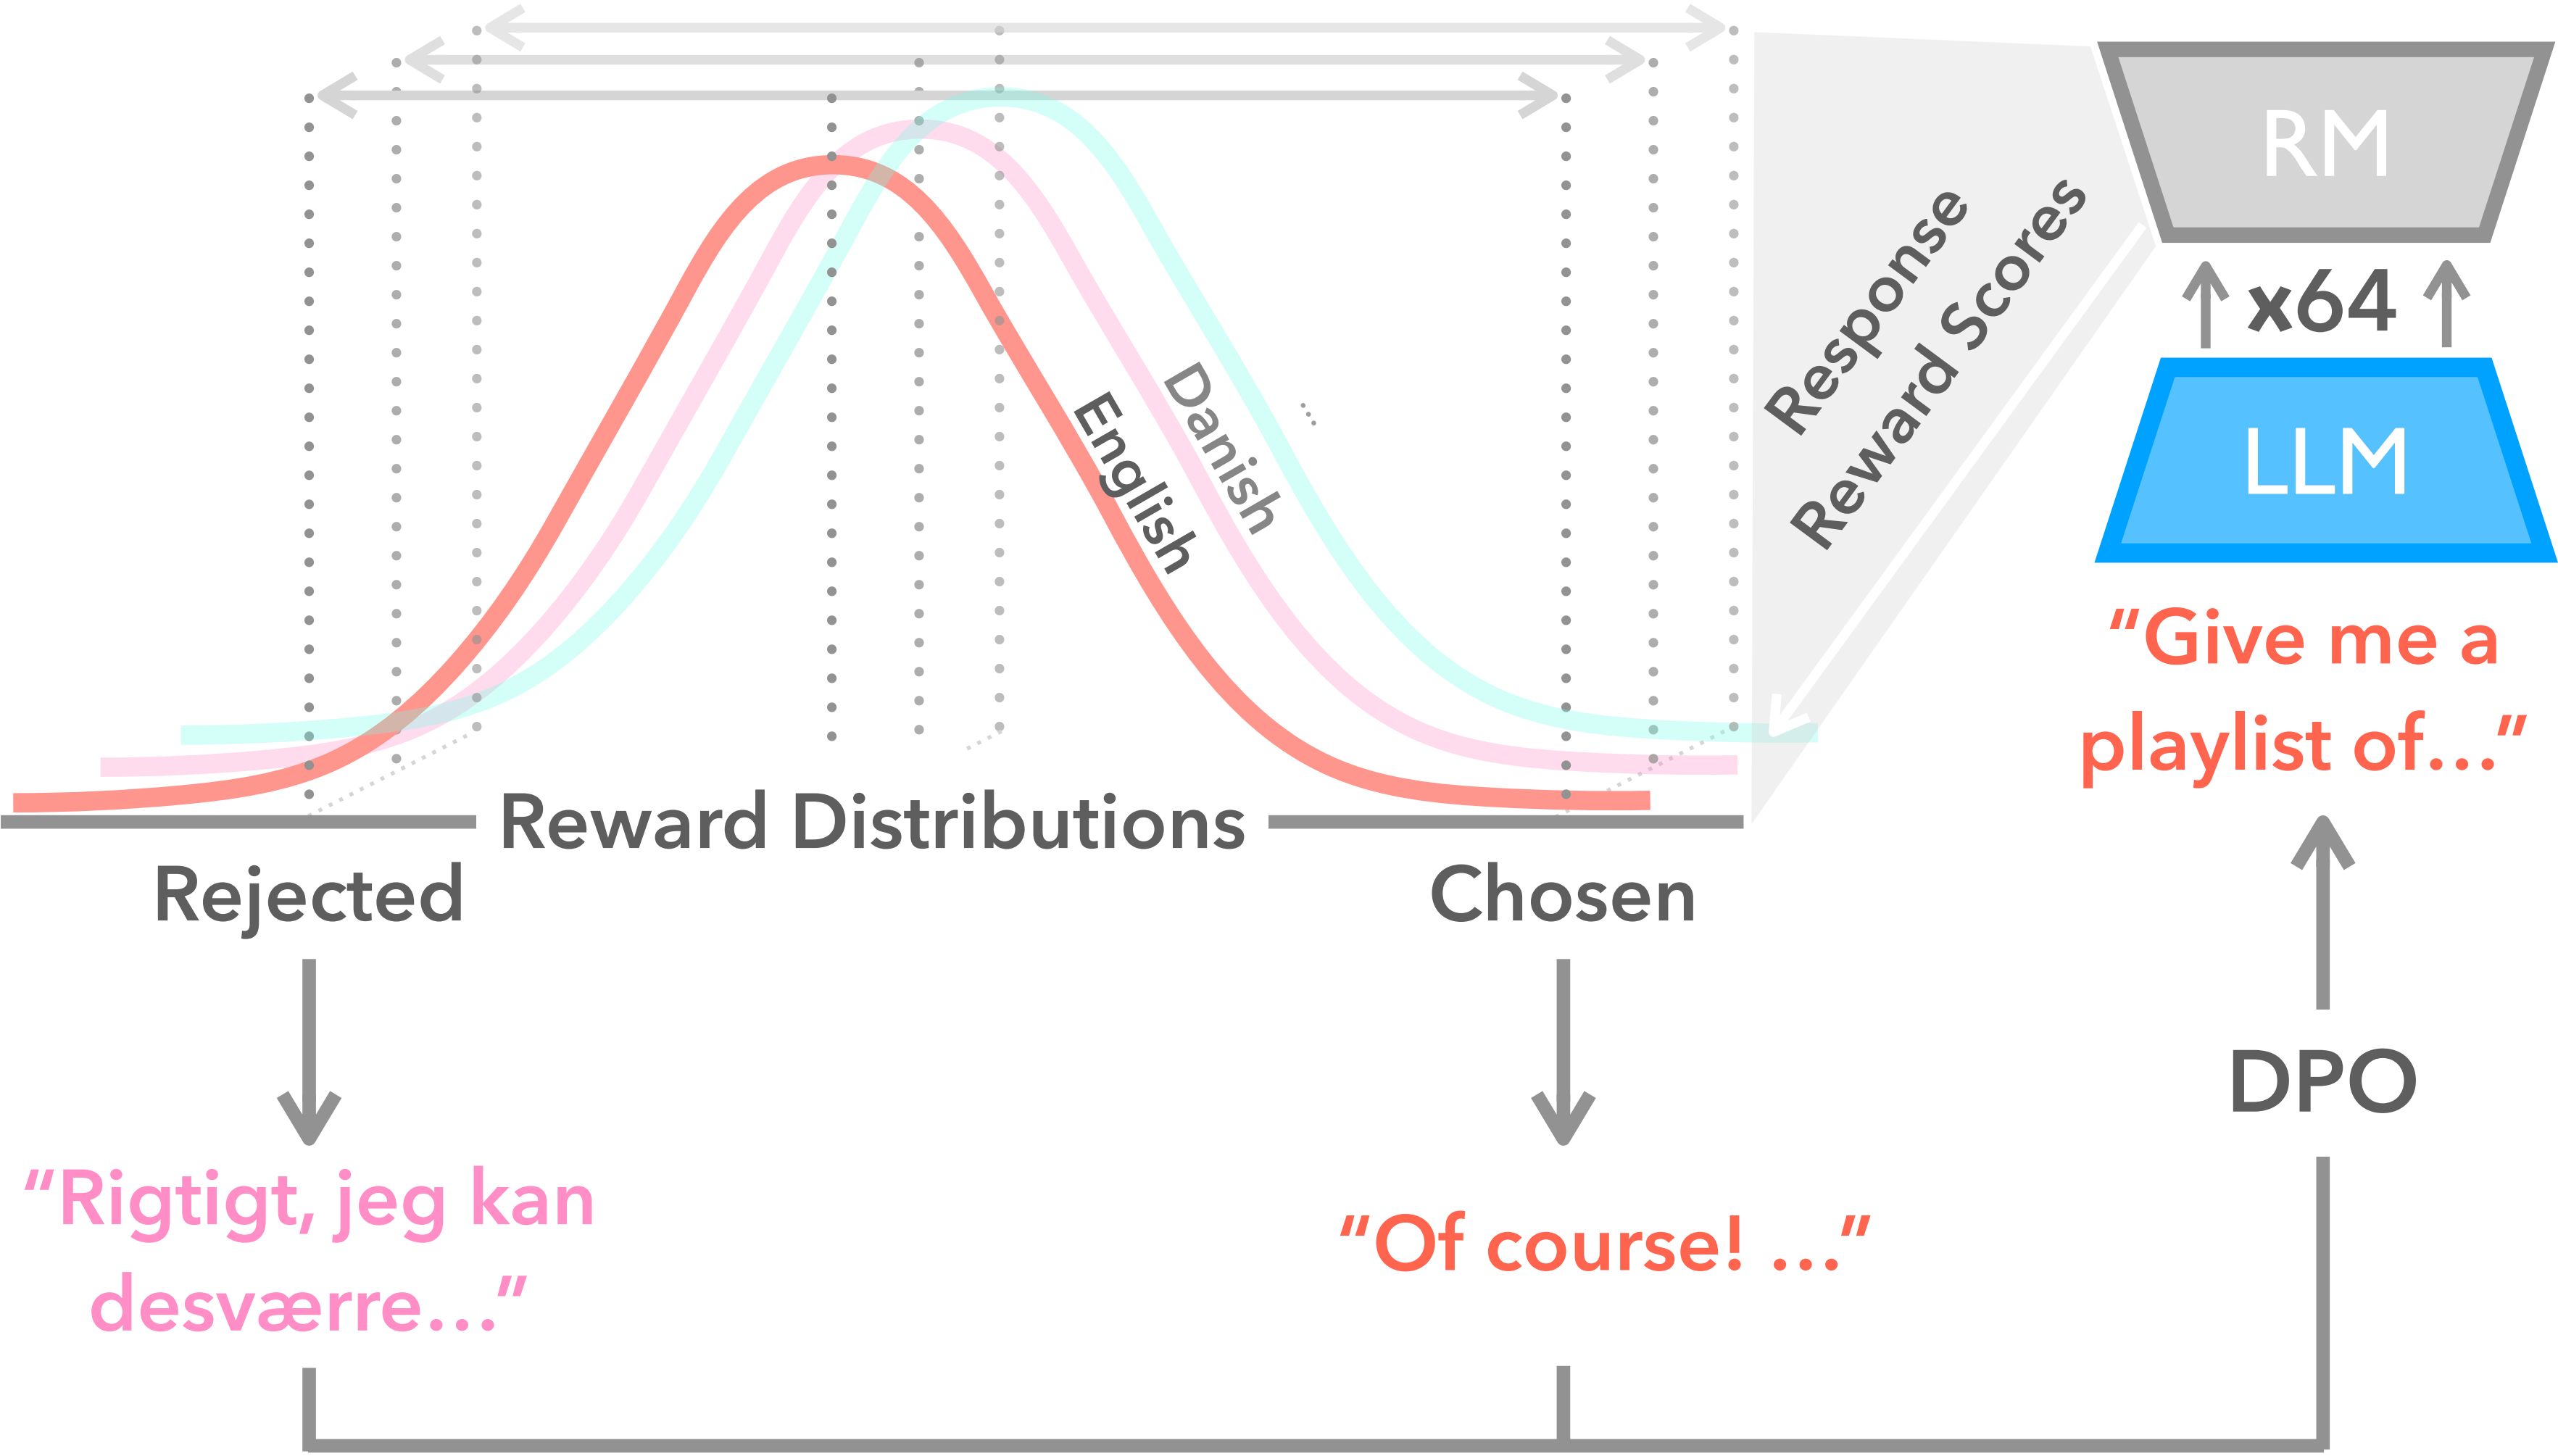 RM
x64
LLM
“Give me a
playlist of...”
Response
Reward Scores
English
Danish
...
Reward Distributions
Rejected
Chosen
“Rigtigt, jeg kan
desværre...”
“Of course! ...”
DPO